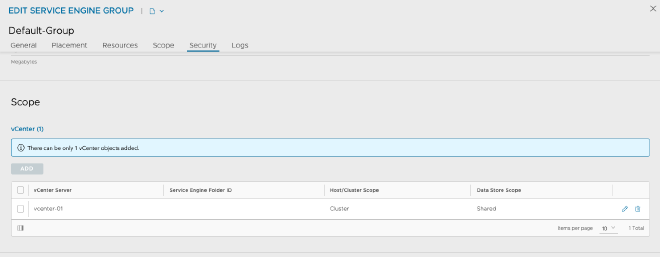 EDIT SERVICE ENGINE GROUP
Default-Group
General Placement Resources Scope Security Logs
Megabytes
Scope
vCenter (1)
There can be only 1 vCenter objects added.
ADD
vCenter Server Service Engine Folder ID Host/Cluster Scope Data Store Scope
vcenter-01 Cluster Shared
Items per page 10 1 Total